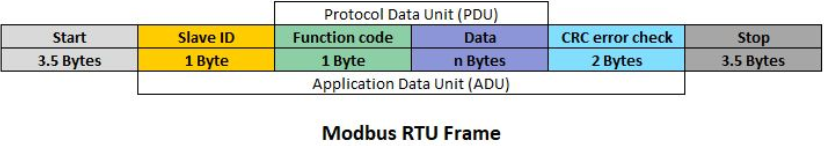 Protocol Data Unit (PDU)
Start Slave ID Function code Data CRC error check Stop
3.5 Bytes 1 Byte 1 Byte n Bytes 2 Bytes 3.5 Bytes
Application Data Unit (ADU)
Modbus RTU Frame